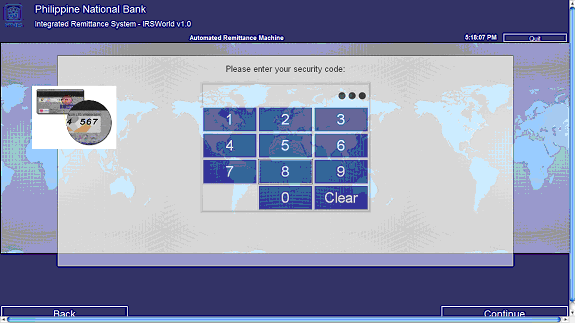 Philippine National Bank
Integrated Remittance System - IRSWorld v1.0
Automated Remittance Machine
5:18:07 PM
Quit
Please enter your security code:
4 567
1 2 3
4 5 6
7 8 9
0 Clear
Back
Continue